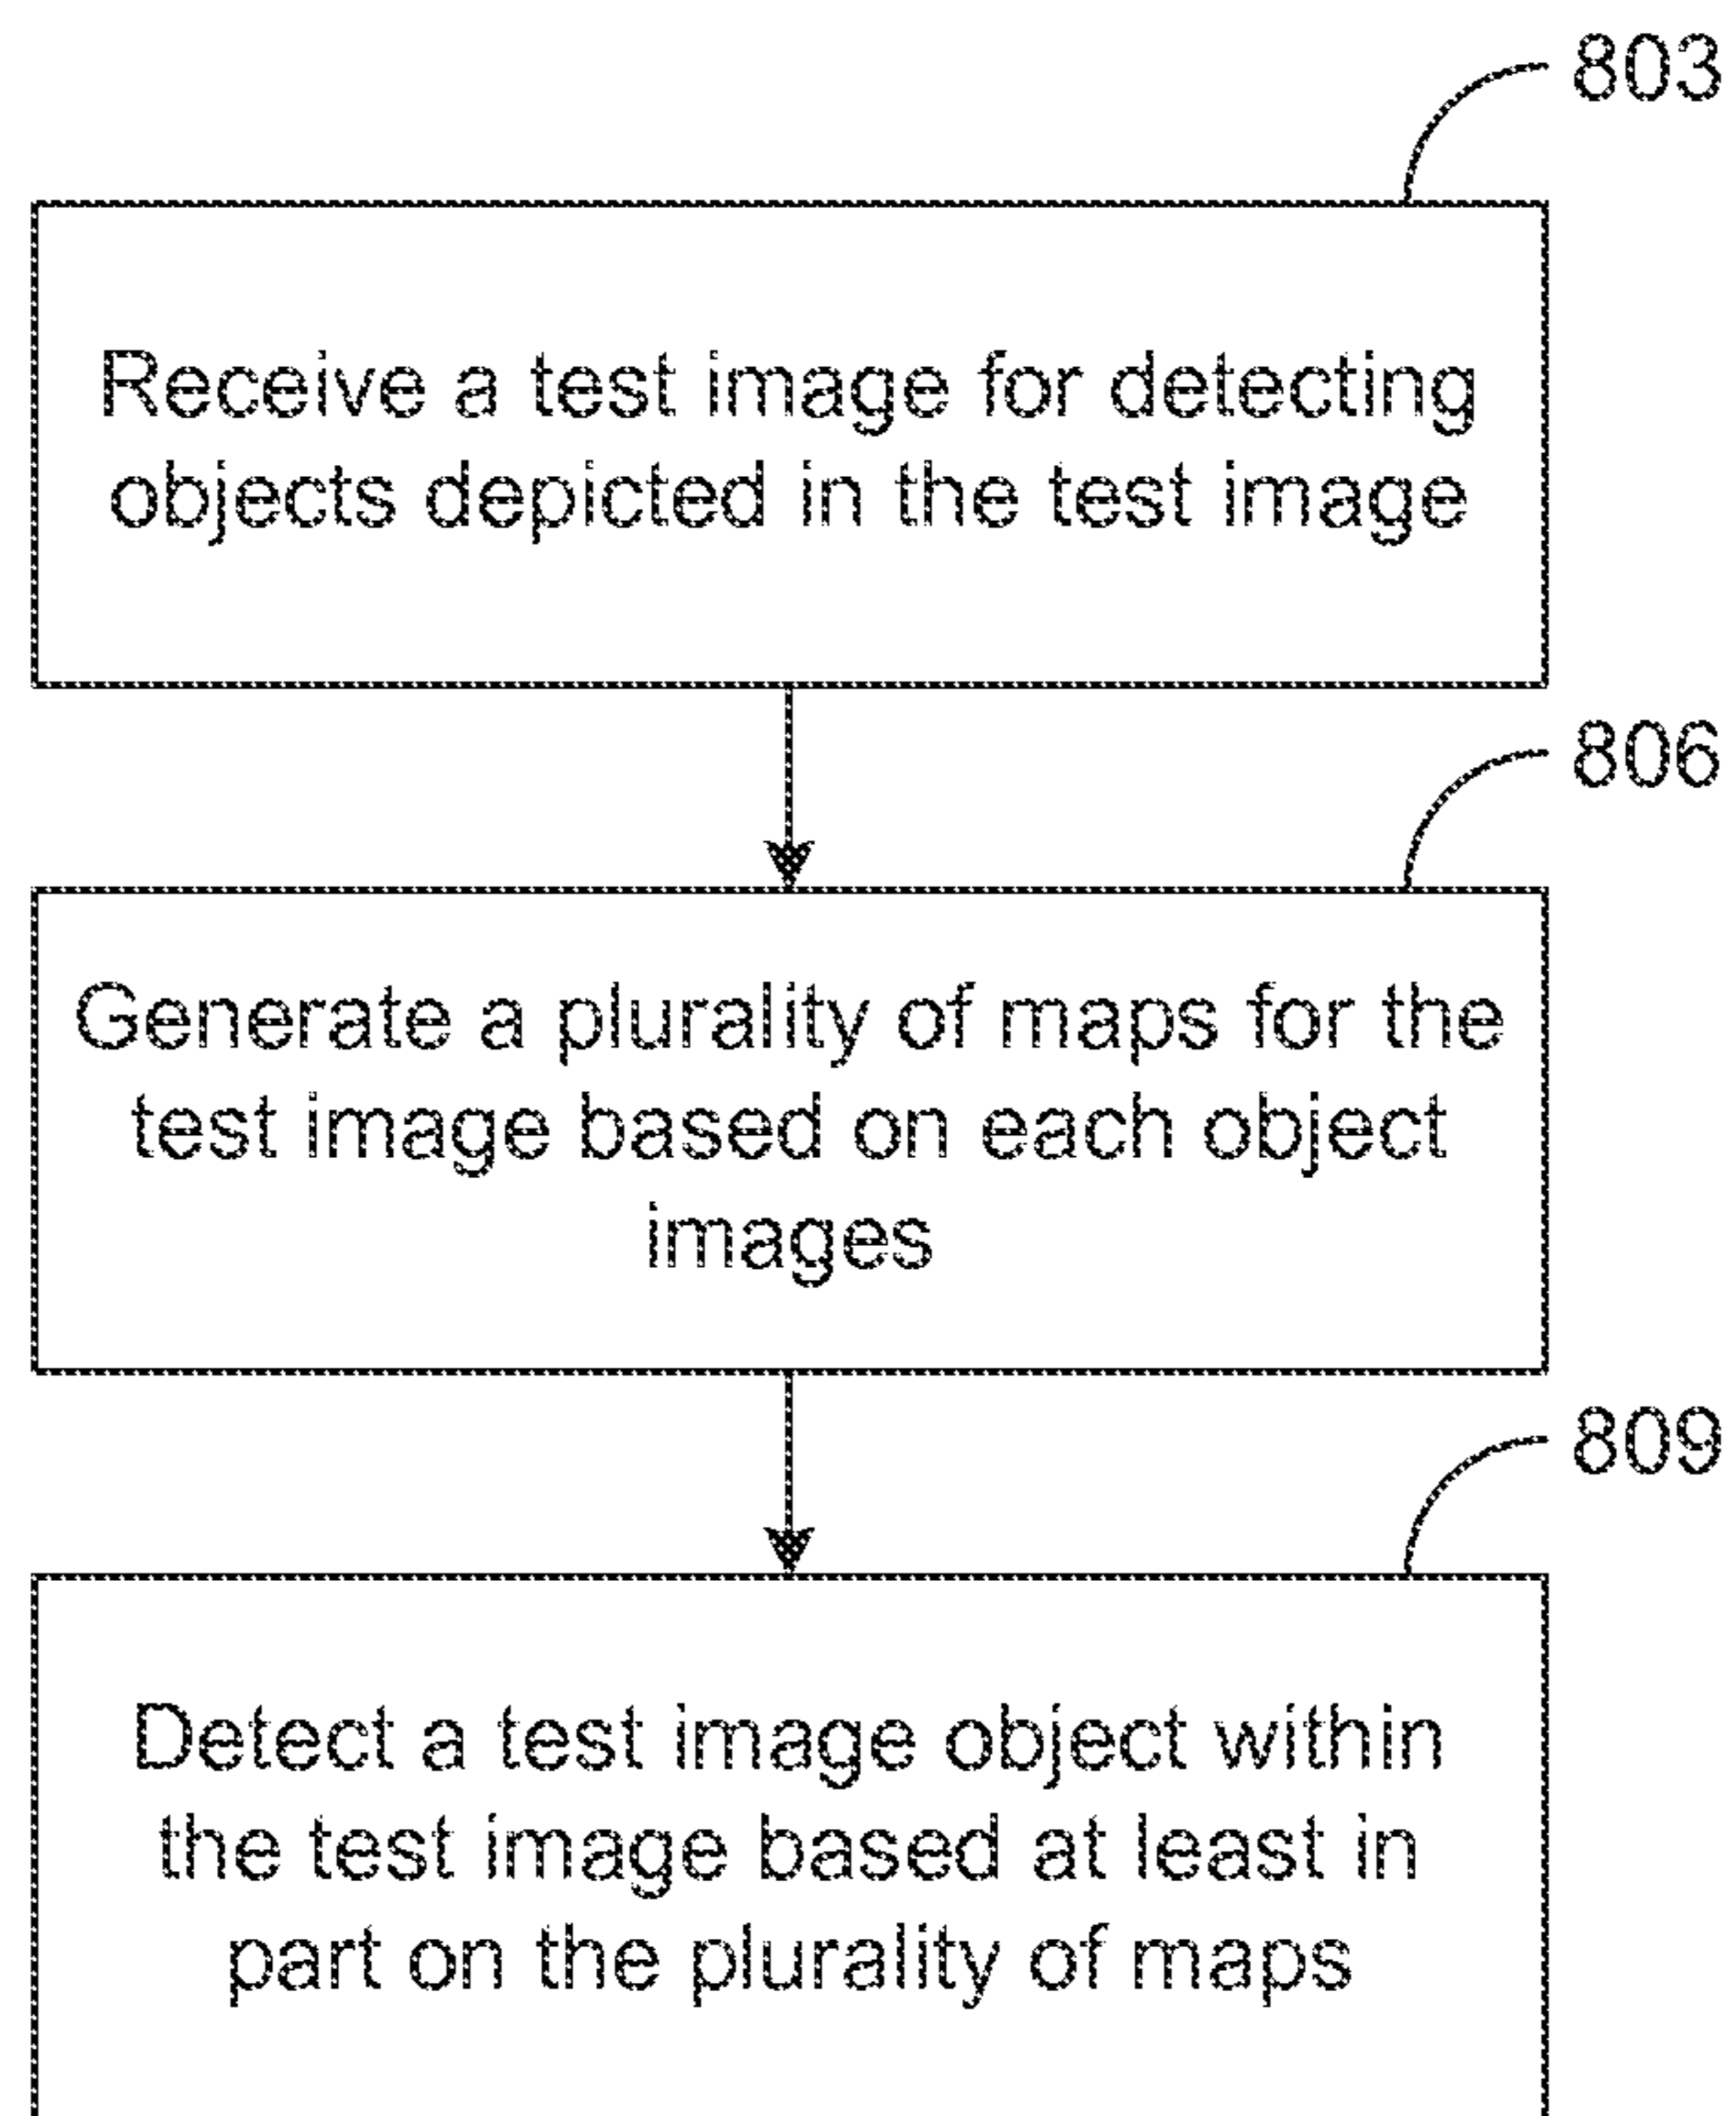 803
Receive a test image for detecting
objects depicted in the test image
806
Generate a plurality of maps for the
test image based on each object
images
809
Detect a test image object within
the test image based at least in
part on the plurality of maps